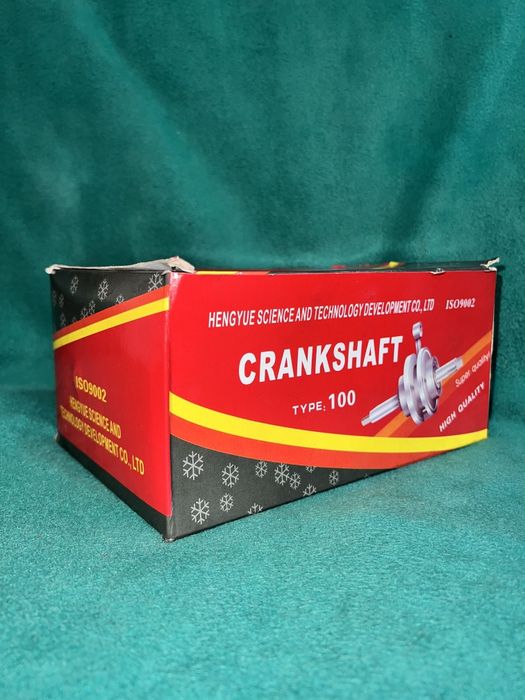 HENGYUE SCIENCE AND TECHNOLOGY DEVELOPMENT CO., LTD ISO9002
CRANKSHAFT
TYPE: 100
Super quality
HIGH QUALITY
ISO9002
HENGYUE SCIENCE AND
TECHNOLOGY DEVELOPMENT CO., LTD